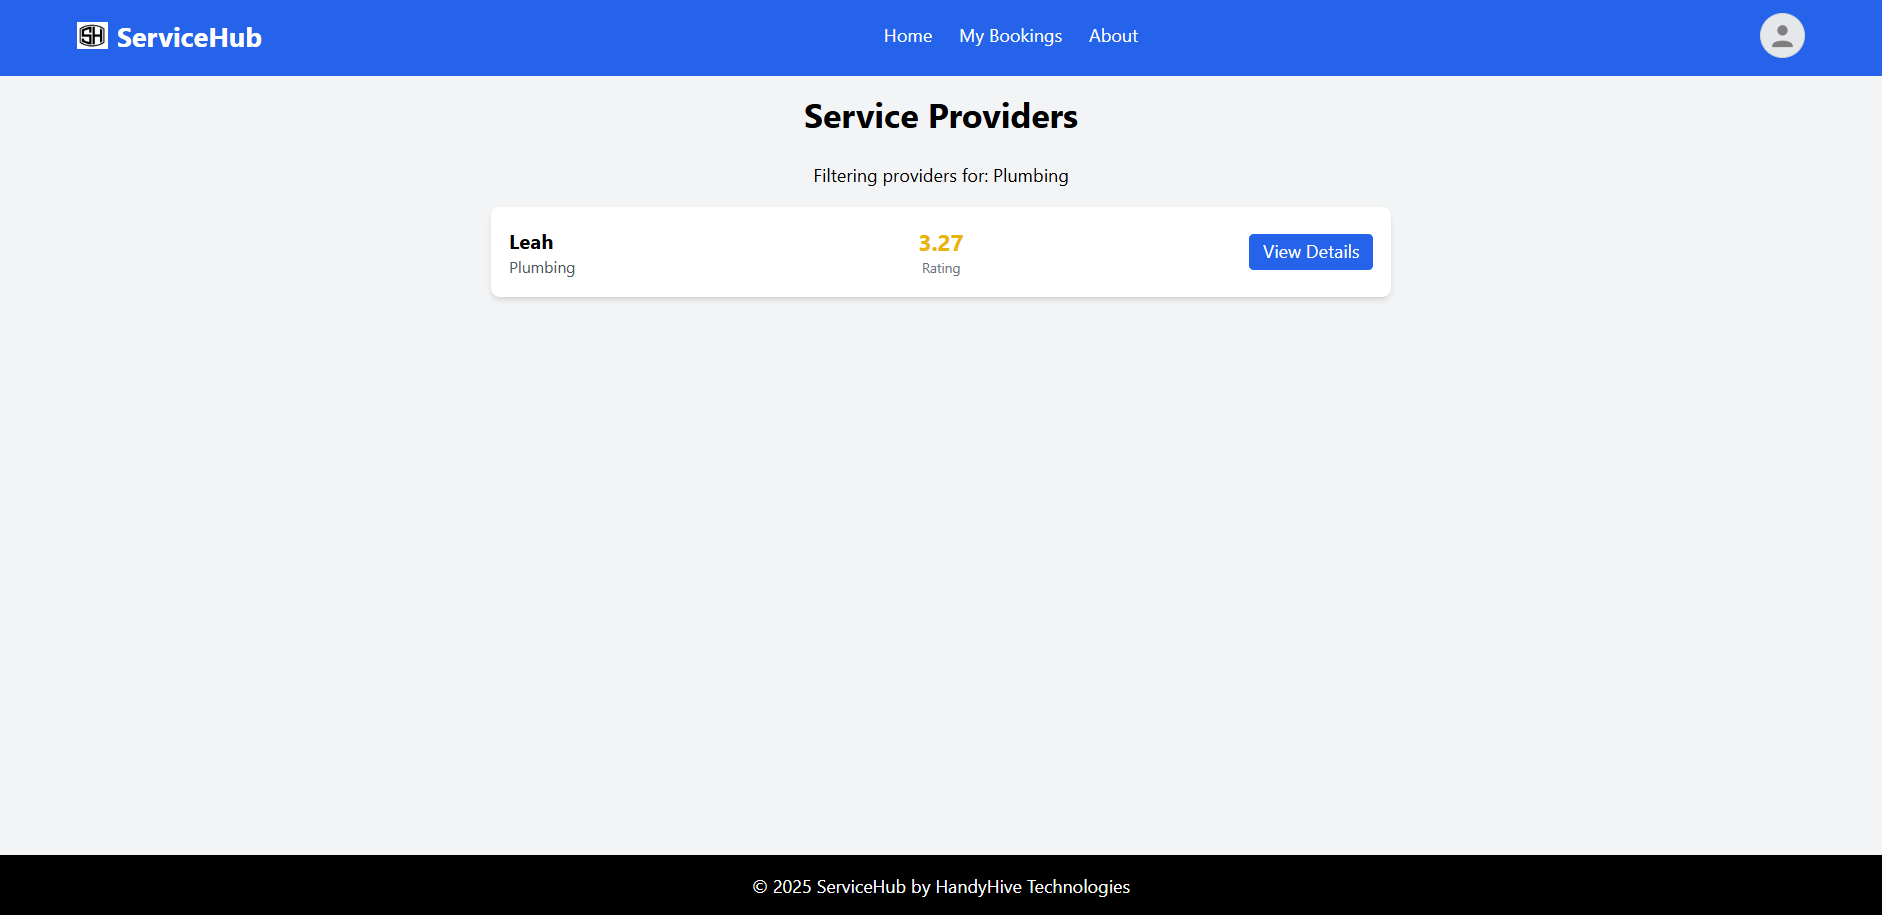 SH ServiceHub
Home My Bookings About
Service Providers
Filtering providers for: Plumbing
Leah
Plumbing
3.27
Rating
View Details
© 2025 ServiceHub by HandyHive Technologies